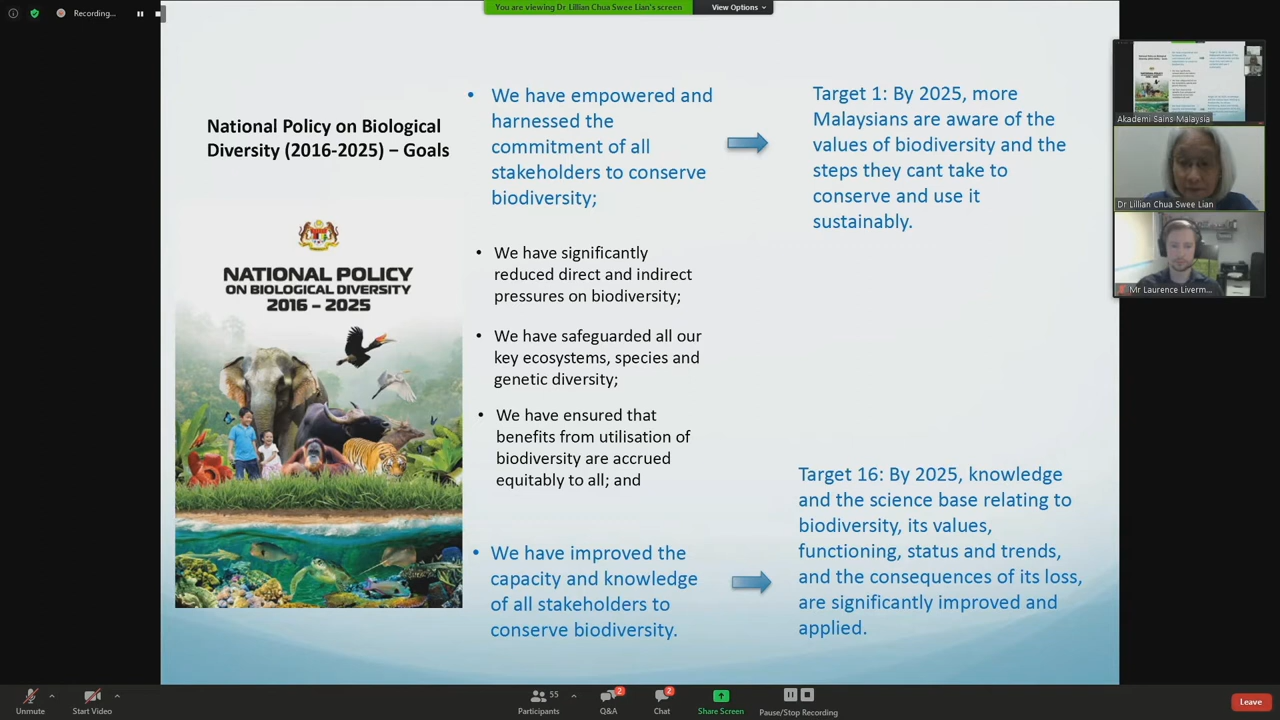 Recording...
You are viewing Dr Lillian Chua Swee Lian's screen
View Options
National Policy on Biological
Diversity (2016-2025) – Goals
NATIONAL POLICY
ON BIOLOGICAL DIVERSITY
2016 – 2025
• We have empowered and
harnessed the
commitment of all
stakeholders to conserve
biodiversity;
• We have significantly
reduced direct and indirect
pressures on biodiversity;
• We have safeguarded all our
key ecosystems, species and
genetic diversity;
• We have ensured that
benefits from utilisation of
biodiversity are accrued
equitably to all; and
• We have improved the
capacity and knowledge
of all stakeholders to
conserve biodiversity.
Target 1: By 2025, more
Malaysians are aware of the
values of biodiversity and the
steps they cant take to
conserve and use it
sustainably.
Target 16: By 2025, knowledge
and the science base relating to
biodiversity, its values,
functioning, status and trends,
and the consequences of its loss,
are significantly improved and
applied.
Akademi Sains Malaysia
Dr Lillian Chua Swee Lian
Mr Laurence Liverm...
Unmute
Start Video
55
Participants
2
Q&A
2
Chat
Share Screen
Pause/Stop Recording
Leave